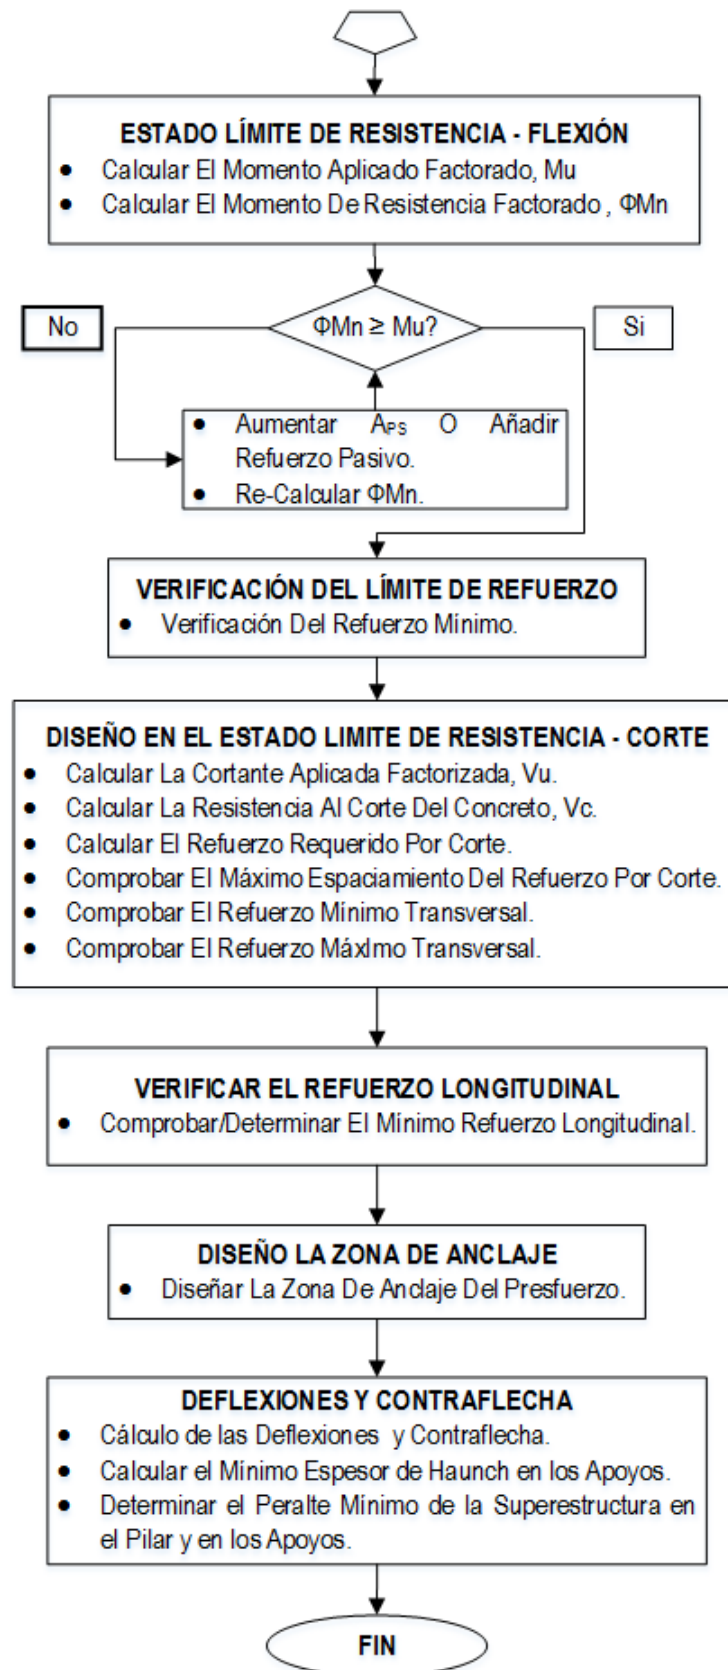 ESTADO LÍMITE DE RESISTENCIA - FLEXIÓN
● Calcular El Momento Aplicado Factorado, Mu
● Calcular El Momento De Resistencia Factorado , ΦMn
No
ΦMn ≥ Mu?
Si
● Aumentar APS O Añadir
Refuerzo Pasivo.
● Re-Calcular ΦMn.
VERIFICACIÓN DEL LÍMITE DE REFUERZO
● Verificación Del Refuerzo Mínimo.
DISEÑO EN EL ESTADO LIMITE DE RESISTENCIA - CORTE
● Calcular La Cortante Aplicada Factorizada, Vu.
● Calcular La Resistencia Al Corte Del Concreto, Vc.
● Calcular El Refuerzo Requerido Por Corte.
● Comprobar El Máximo Espaciamiento Del Refuerzo Por Corte.
● Comprobar El Refuerzo Mínimo Transversal.
● Comprobar El Refuerzo MáxImo Transversal.
VERIFICAR EL REFUERZO LONGITUDINAL
● Comprobar/Determinar El Mínimo Refuerzo Longitudinal.
DISEÑO LA ZONA DE ANCLAJE
● Diseñar La Zona De Anclaje Del Presfuerzo.
DEFLEXIONES Y CONTRAFLECHA
● Cálculo de las Deflexiones y Contraflecha.
● Calcular el Mínimo Espesor de Haunch en los Apoyos.
● Determinar el Peralte Mínimo de la Superestructura en
el Pilar y en los Apoyos.
FIN